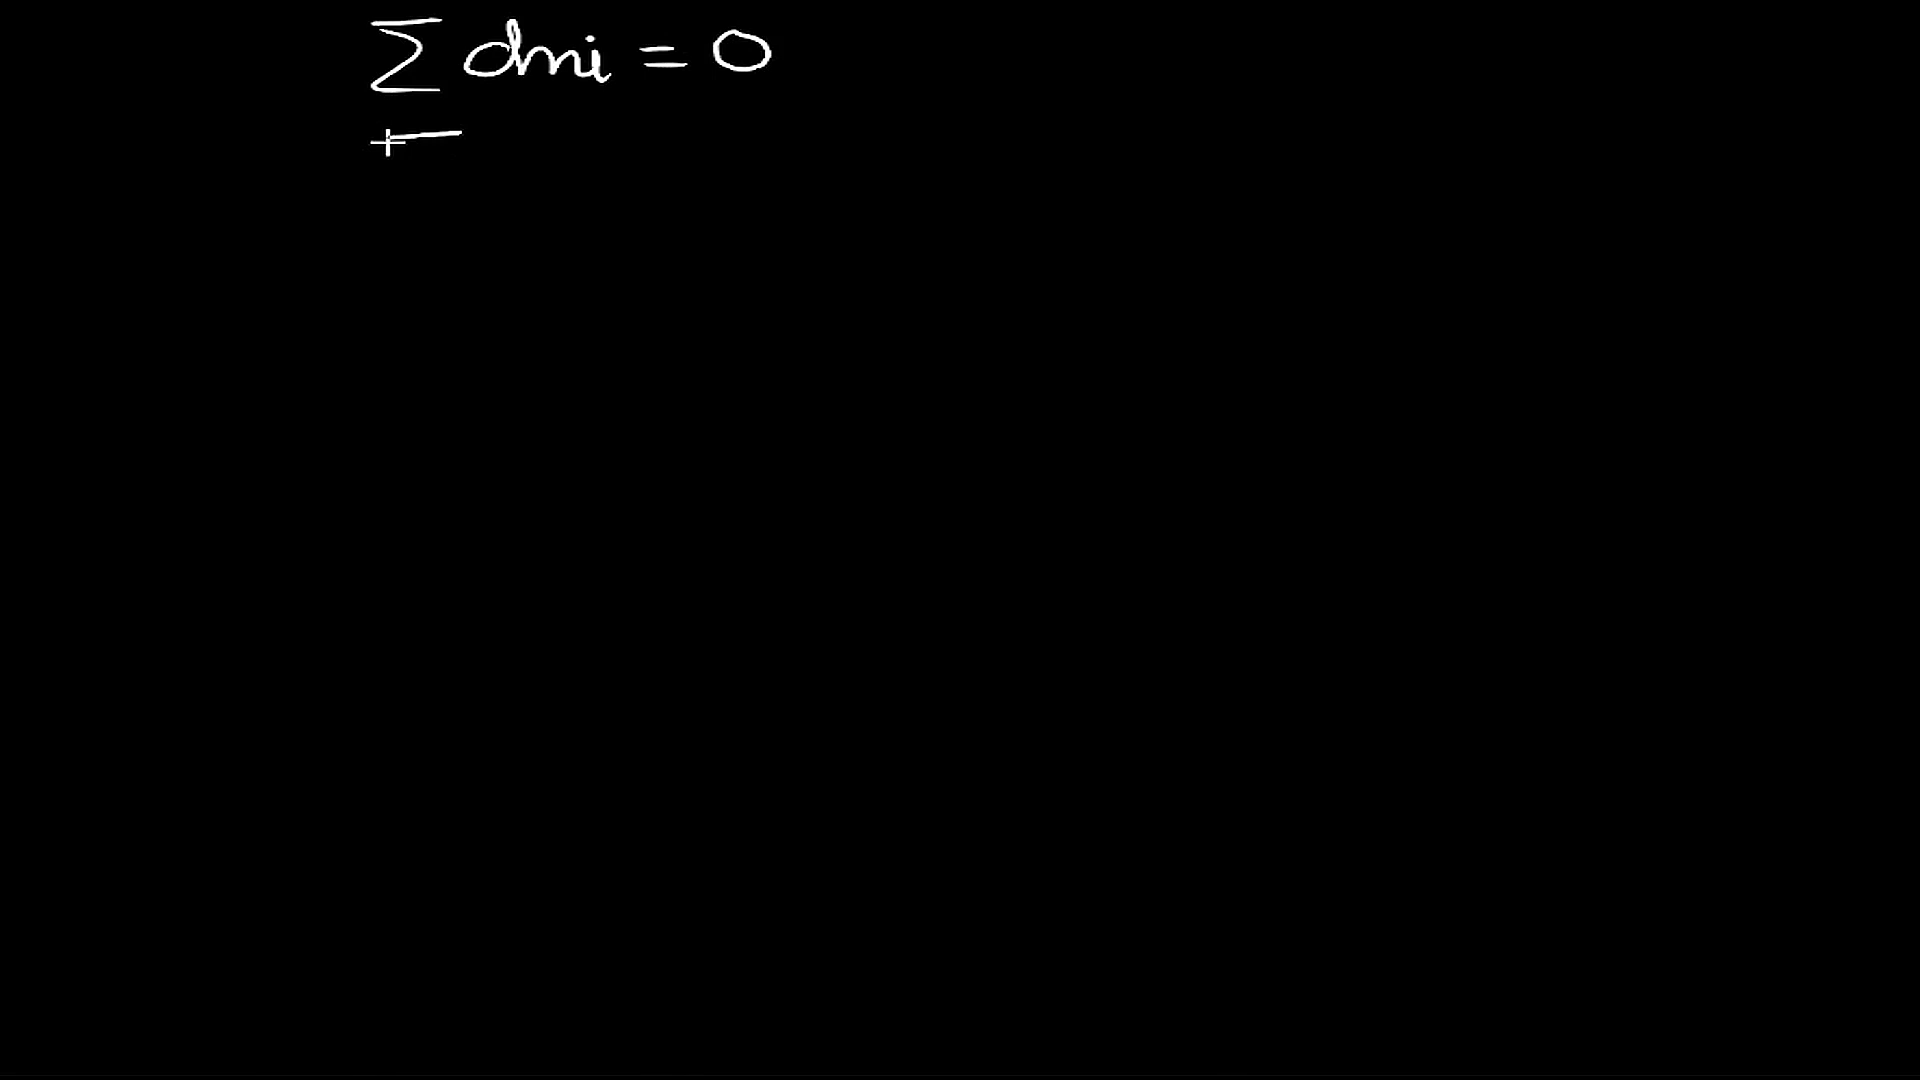 ∑ dni = 0